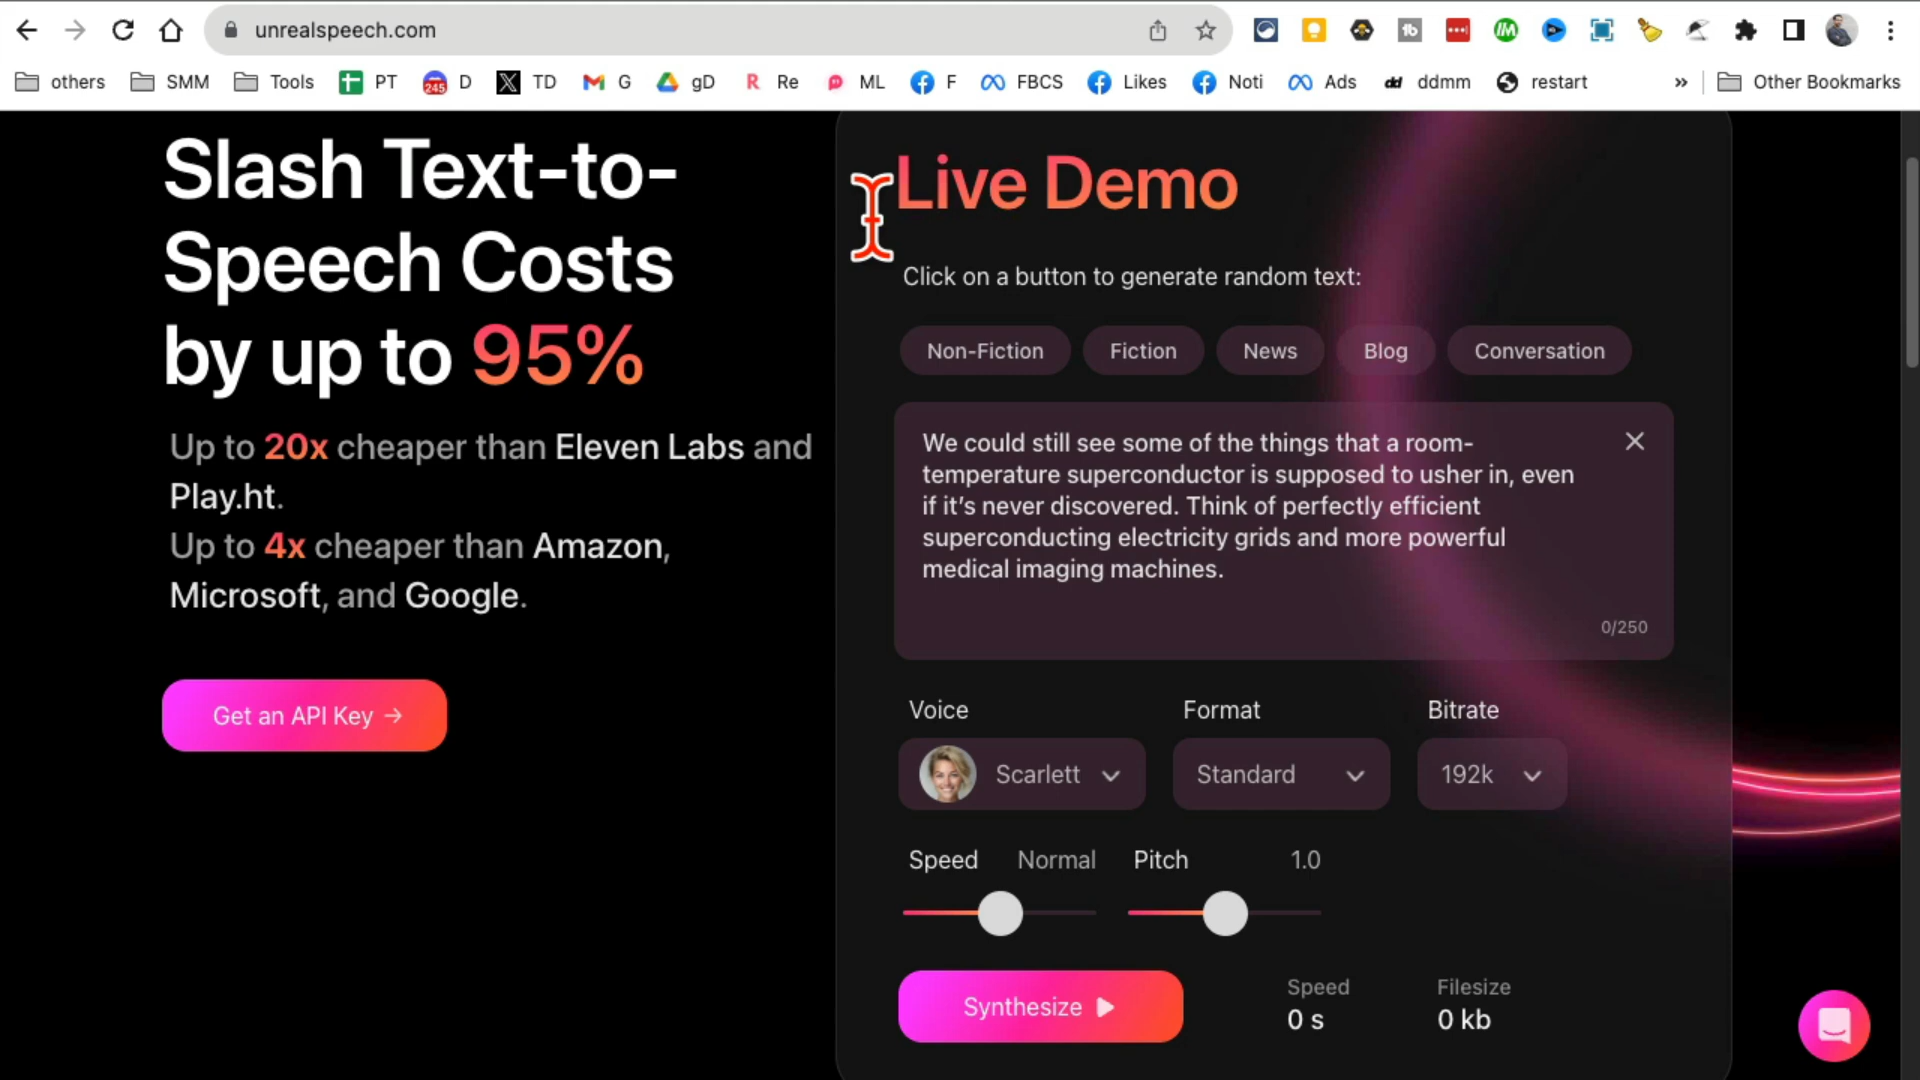 unrealspeech.com
others SMM Tools PT 245 D TD G gD R Re ML F FBCS Likes Noti Ads dd ddmm restart » Other Bookmarks
Slash Text-to-
Speech Costs
by up to 95%
Up to 20x cheaper than Eleven Labs and
Play.ht.
Up to 4x cheaper than Amazon,
Microsoft, and Google.
Get an API Key →
Live Demo
Click on a button to generate random text:
Non-Fiction Fiction News Blog Conversation
We could still see some of the things that a room-
temperature superconductor is supposed to usher in, even
if it’s never discovered. Think of perfectly efficient
superconducting electricity grids and more powerful
medical imaging machines.
0/250
Voice Format Bitrate
Scarlett Standard 192k
Speed Normal Pitch 1.0
Synthesize
Speed Filesize
0 s 0 kb